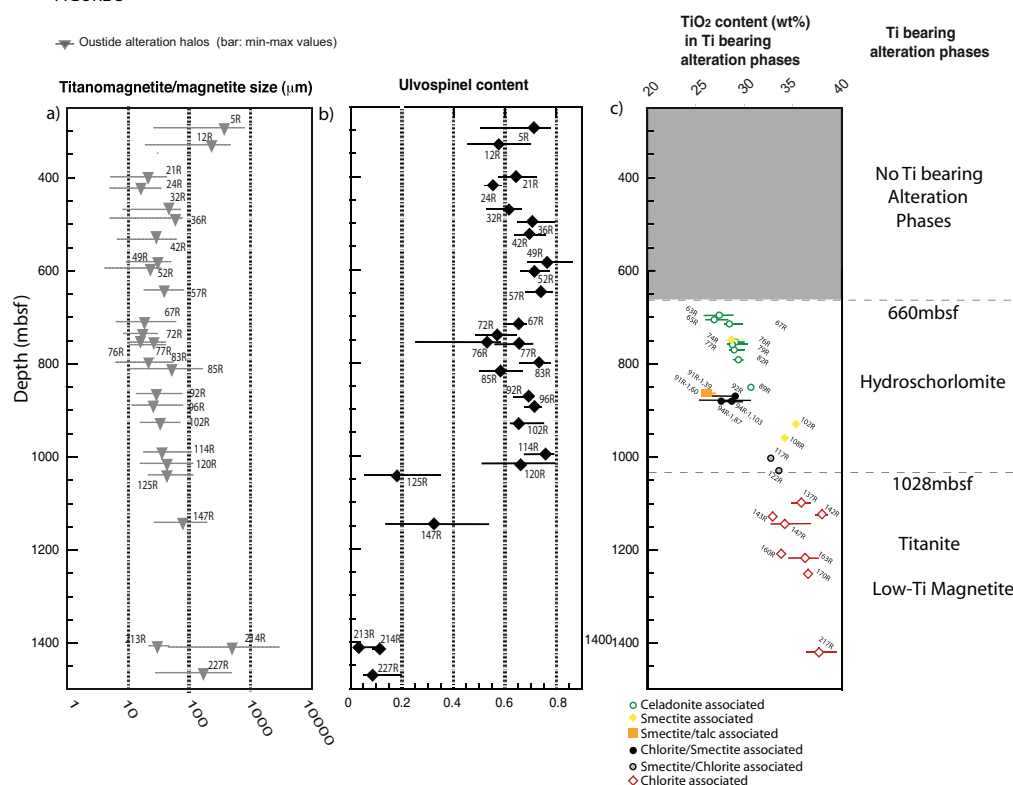 Oustide alteration halos (bar: min-max values)
Titanomagnetite/magnetite size (µm)
a)
Depth (mbsf)
400
600
800
1000
1200
1400
1
10
100
1000
10000
5R
12R
21R
24R
32R
36R
42R
49R
52R
57R
67R
72R
76R
77R
83R
85R
92R
96R
102R
114R
120R
125R
147R
213R
214R
227R
Ulvospinel content
b)
5R
12R
21R
24R
32R
36R
42R
49R
52R
57R
67R
72R
76R
77R
83R
85R
92R
96R
102R
114R
120R
125R
147R
213R
214R
227R
0
0.2
0.4
0.6
0.8
1400
TiO2 content (wt%)
in Ti bearing
alteration phases
20
25
30
35
40
c)
400
600
800
1000
1200
1400
63R
65R
67R
74R
76R
77R
79R
82R
89R
91R-1,39
91R-1,60
92R
94R-1,103
94R-1,87
102R
108R
117R
122R
137R
142R
143R
147R
160R
163R
170R
217R
Ti bearing
alteration phases
No Ti bearing
Alteration
Phases
660mbsf
Hydroschorlomite
1028mbsf
Titanite
Low-Ti Magnetite
Celadonite associated
Smectite associated
Smectite/talc associated
Chlorite/Smectite associated
Smectite/Chlorite associated
Chlorite associated